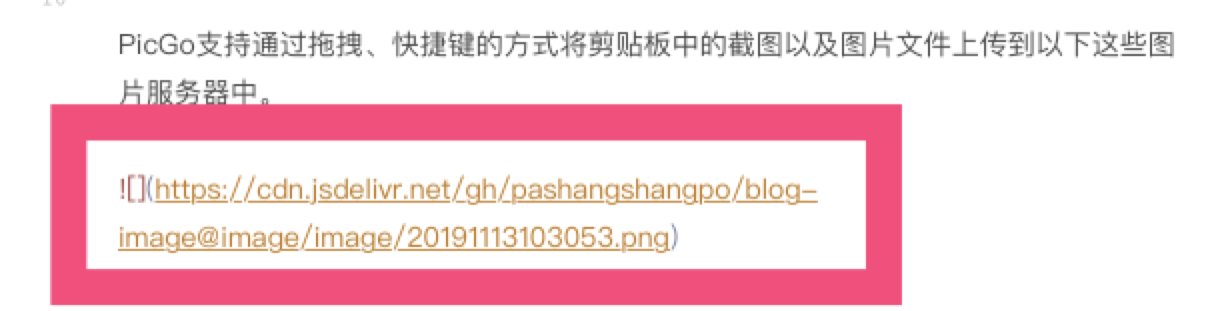 PicGo支持通过拖拽、快捷键的方式将剪贴板中的截图以及图片文件上传到以下这些图
片服务器中。
![](https://cdn.jsdelivr.net/gh/pashangshangpo/blog-
image@image/image/20191113103053.png)